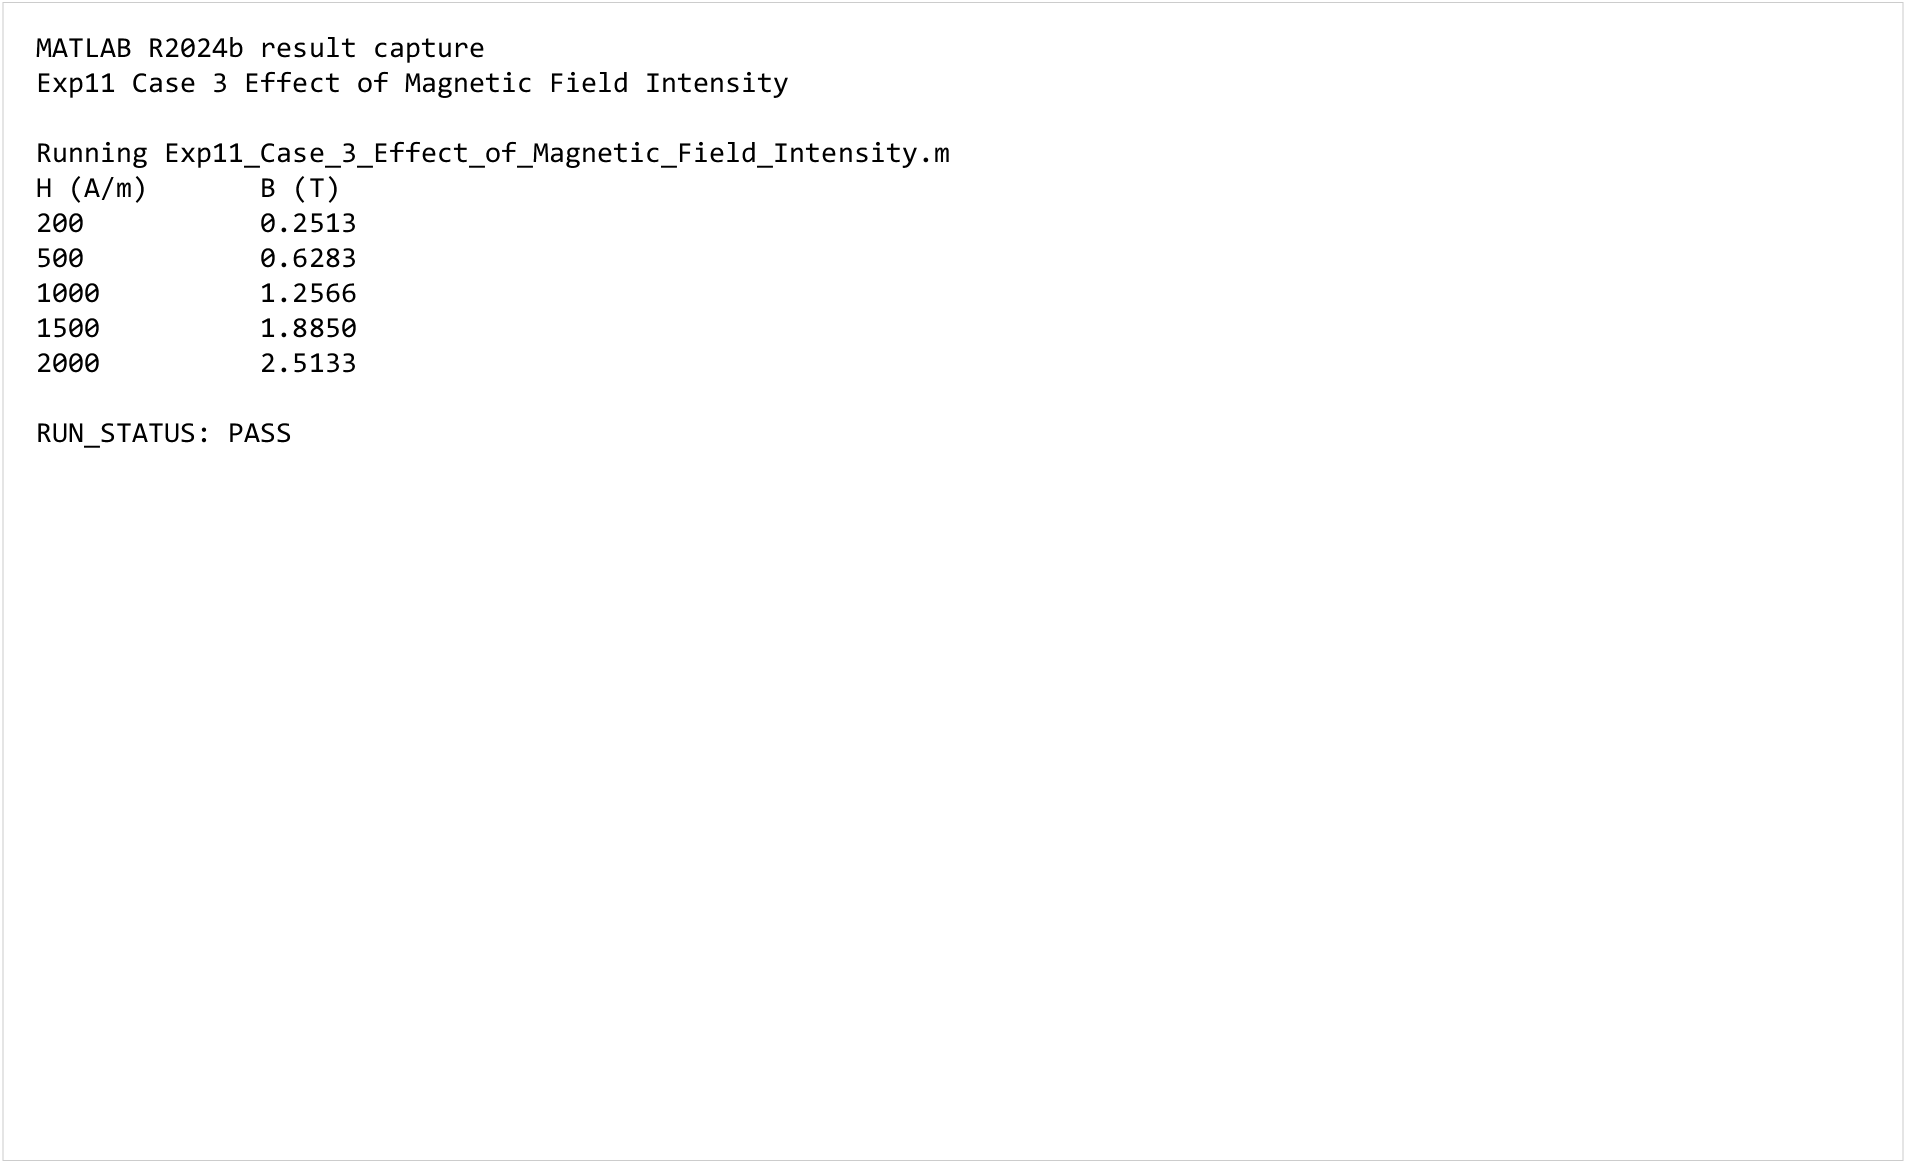 MATLAB R2024b result capture
Exp11 Case 3 Effect of Magnetic Field Intensity
Running Exp11_Case_3_Effect_of_Magnetic_Field_Intensity.m
H (A/m)       B (T)
200           0.2513
500           0.6283
1000          1.2566
1500          1.8850
2000          2.5133
RUN_STATUS: PASS